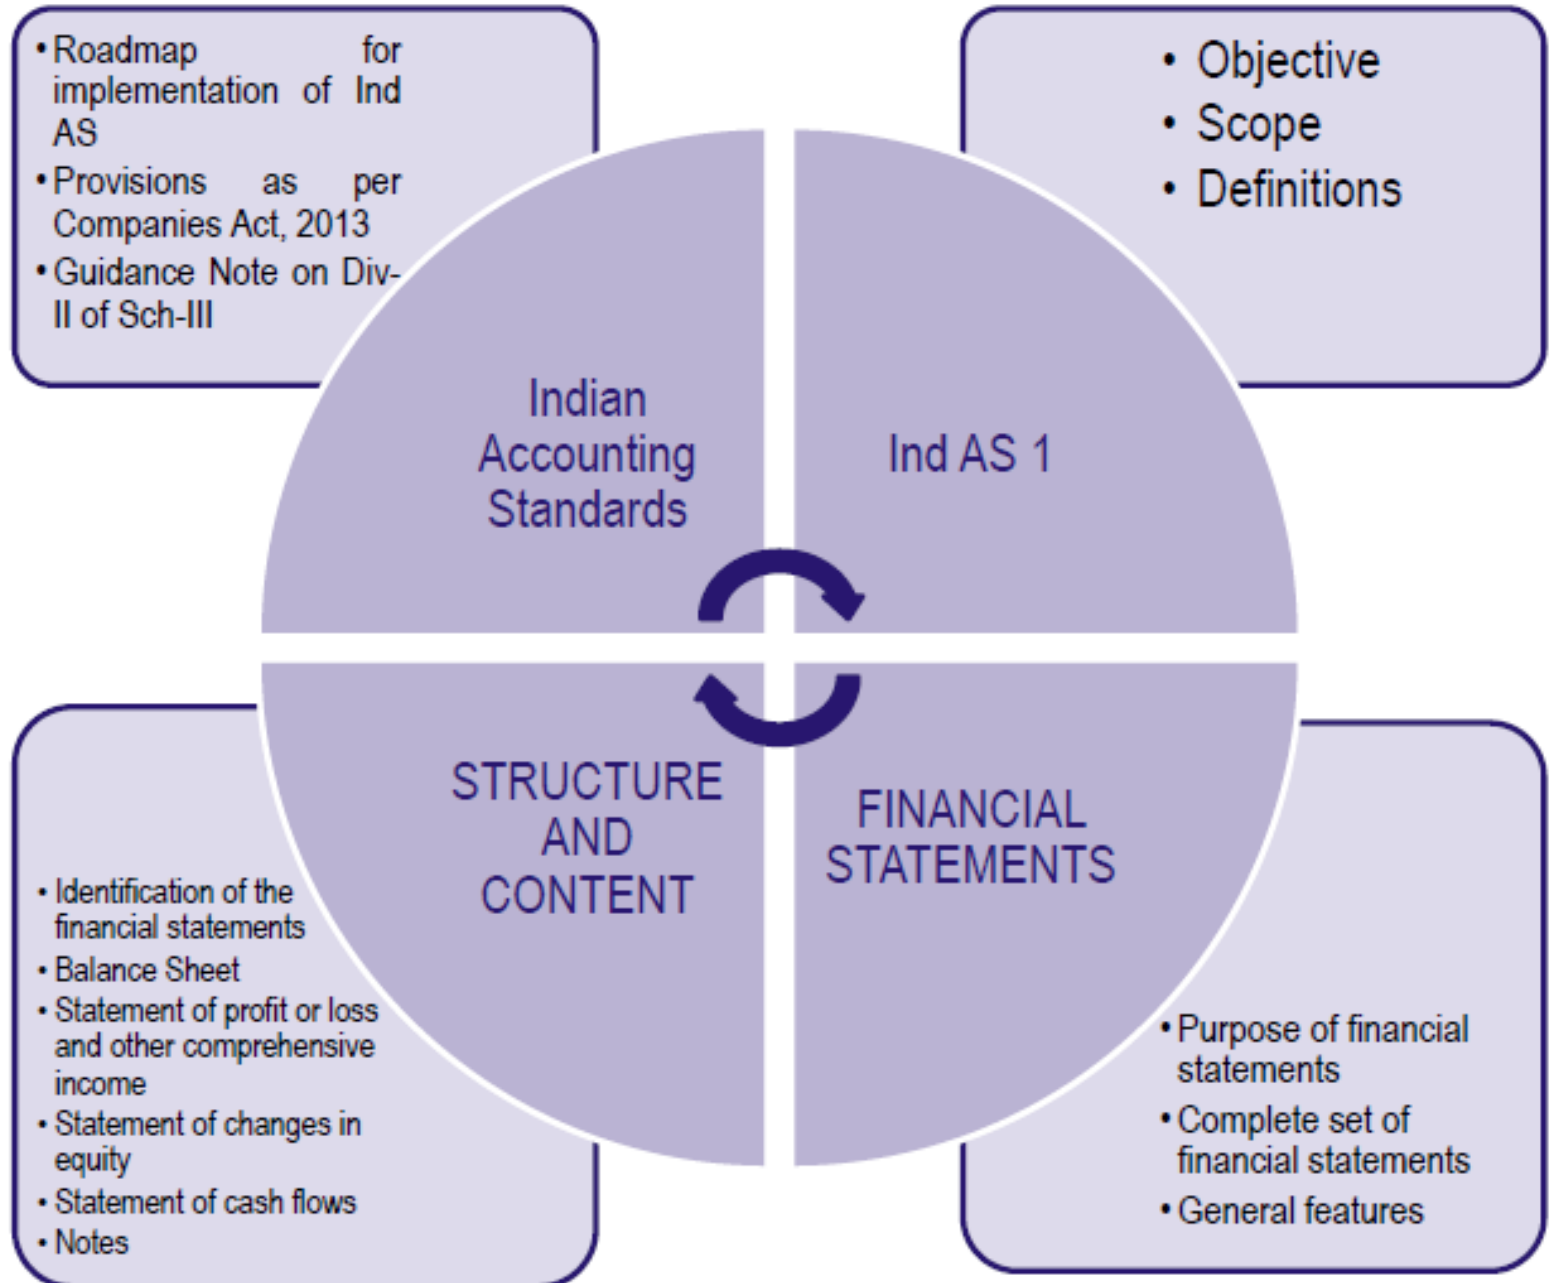 • Roadmap for
implementation of Ind
AS
• Provisions as per
Companies Act, 2013
• Guidance Note on Div-
II of Sch-III
• Objective
• Scope
• Definitions
Indian
Accounting
Standards
Ind AS 1
STRUCTURE
AND
CONTENT
FINANCIAL
STATEMENTS
• Identification of the
financial statements
• Balance Sheet
• Statement of profit or loss
and other comprehensive
income
• Statement of changes in
equity
• Statement of cash flows
• Notes
• Purpose of financial
statements
• Complete set of
financial statements
• General features